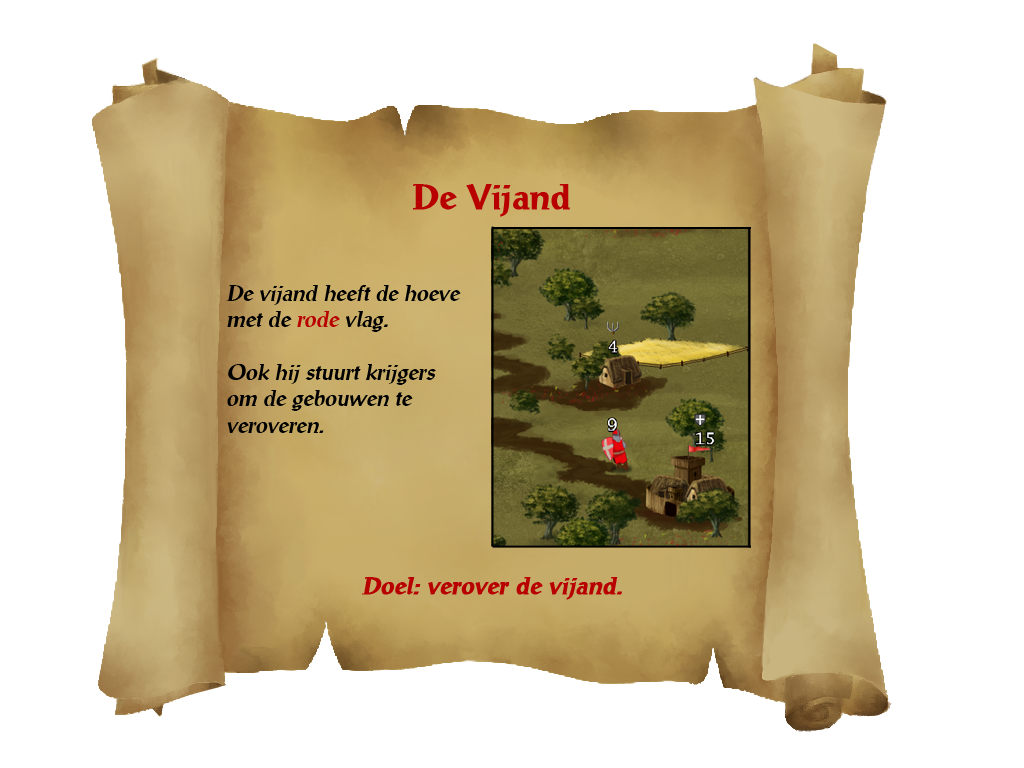 De Vijand
De vijand heeft de hoeve
met de rode vlag.
Ook hij stuurt krijgers
om de gebouwen te
veroveren.
4
9
15
Doel: verover de vijand.